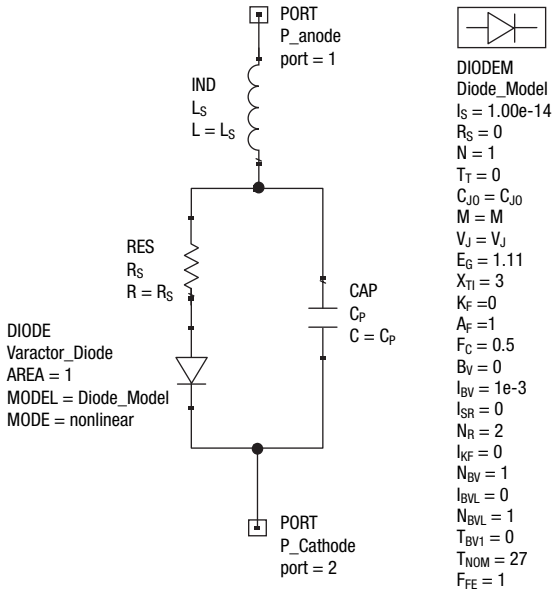 PORT
P_anode
port = 1
IND
LS
L = LS
RES
RS
R = RS
CAP
CP
C = CP
DIODE
Varactor_Diode
AREA = 1
MODEL = Diode_Model
MODE = nonlinear
PORT
P_Cathode
port = 2
DIODEM
Diode_Model
IS = 1.00e-14
RS = 0
N = 1
TT = 0
CJO = CJO
M = M
VJ = VJ
EG = 1.11
XTI = 3
KF =0
AF =1
FC = 0.5
BV = 0
IBV = 1e-3
ISR = 0
NR = 2
IKF = 0
NBV = 1
IBVL = 0
NBVL = 1
TBV1 = 0
TNOM = 27
FFE = 1